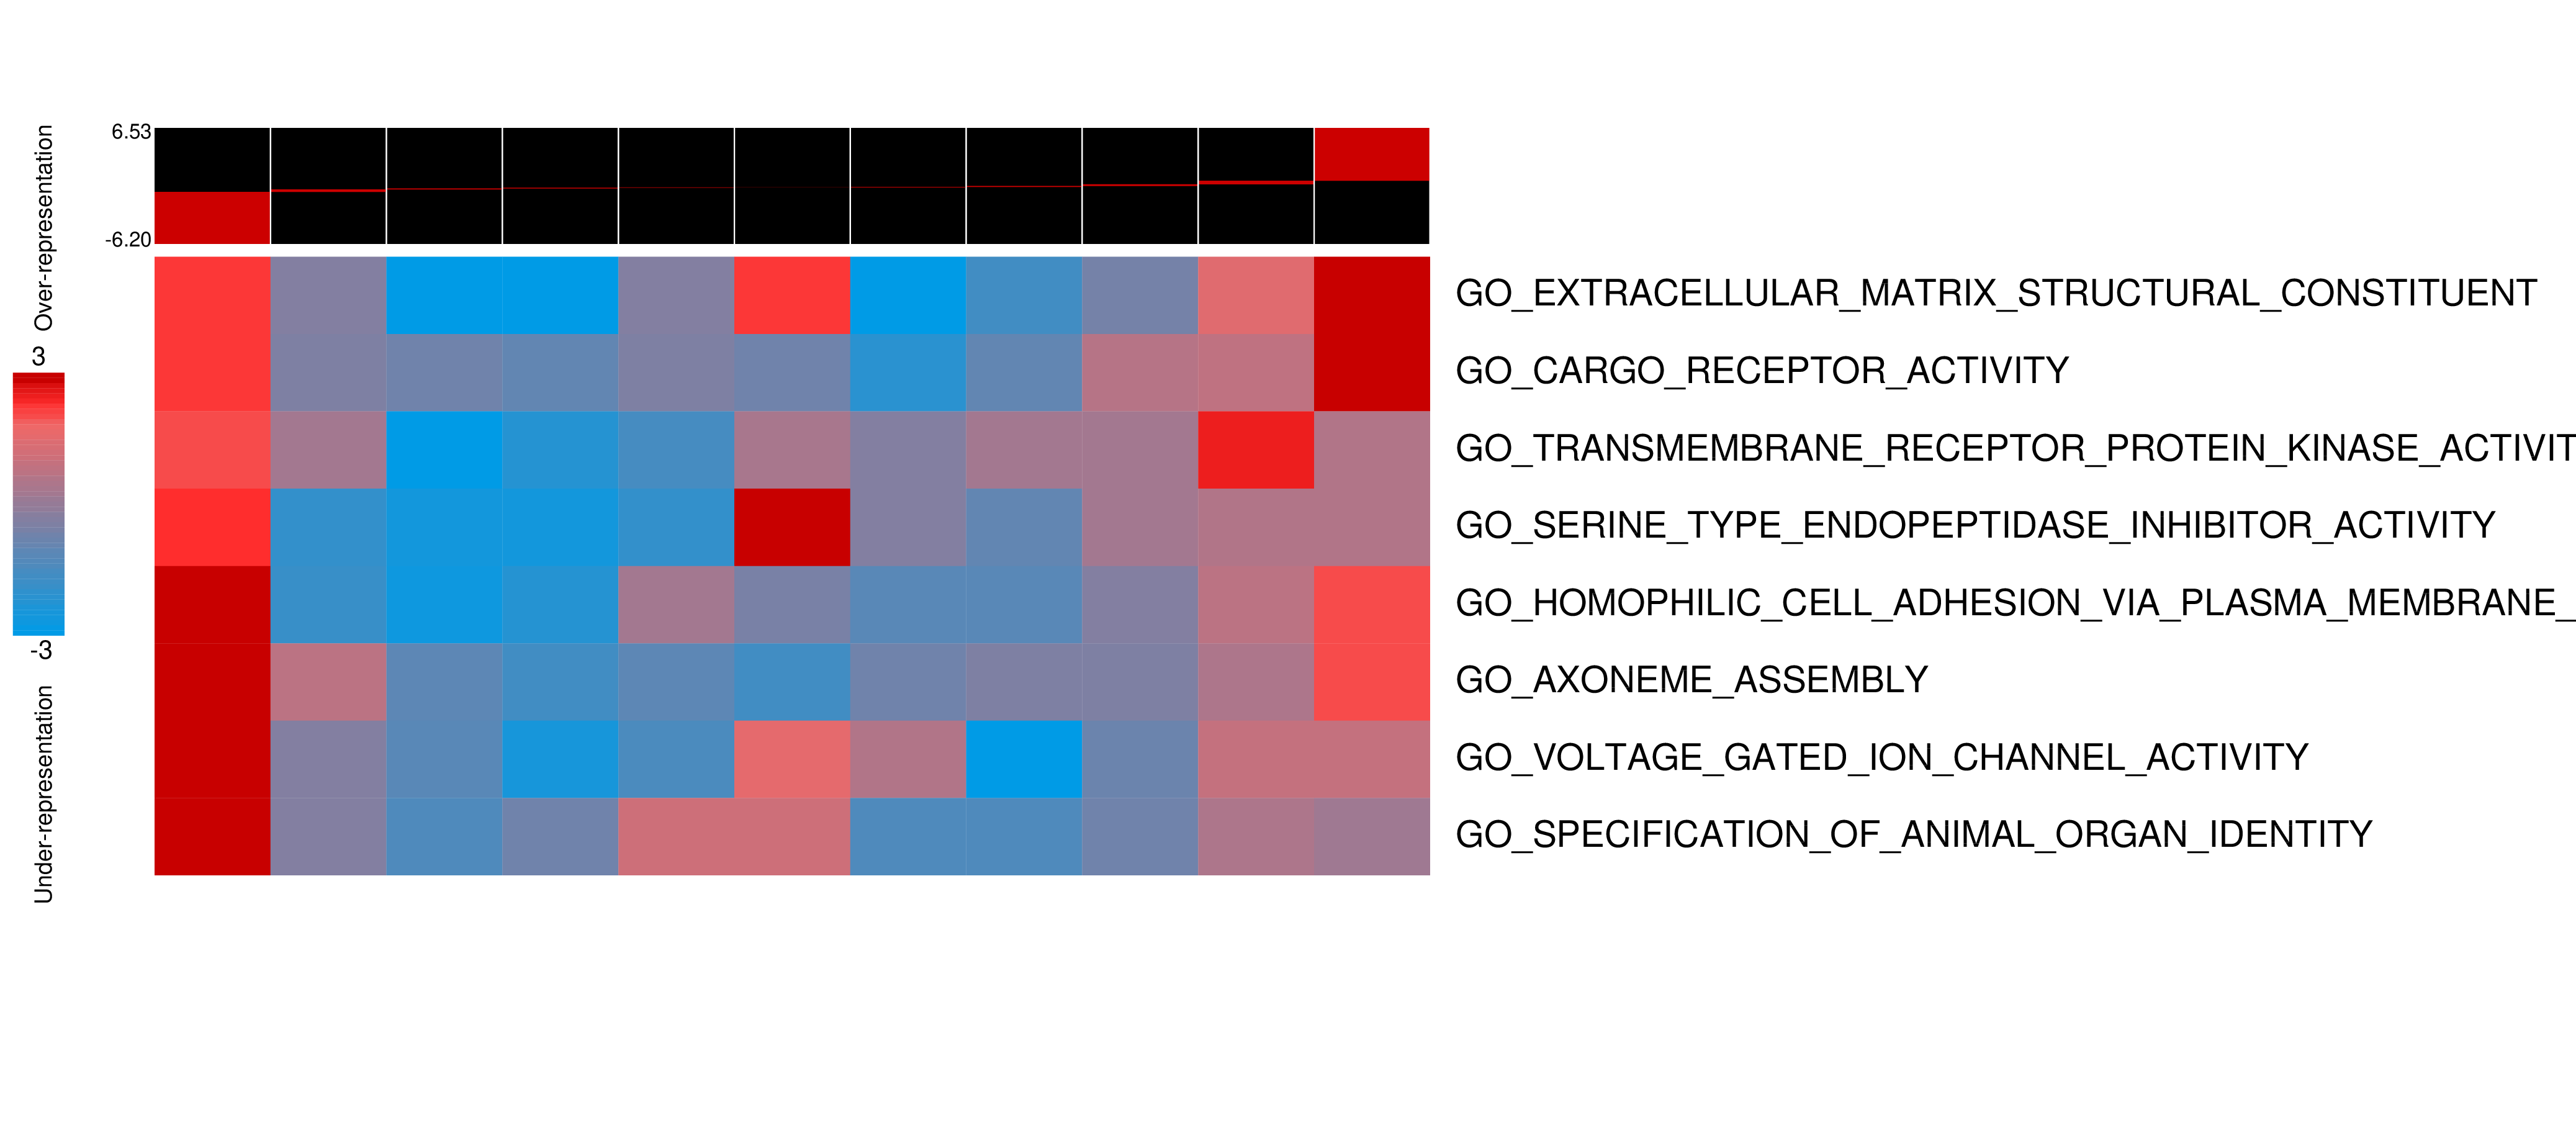 Over-representation
3
-3
Under-representation
6.53
-6.20
GO_EXTRACELLULAR_MATRIX_STRUCTURAL_CONSTITUENT
GO_CARGO_RECEPTOR_ACTIVITY
GO_TRANSMEMBRANE_RECEPTOR_PROTEIN_KINASE_ACTIVIT
GO_SERINE_TYPE_ENDOPEPTIDASE_INHIBITOR_ACTIVITY
GO_HOMOPHILIC_CELL_ADHESION_VIA_PLASMA_MEMBRANE_
GO_AXONEME_ASSEMBLY
GO_VOLTAGE_GATED_ION_CHANNEL_ACTIVITY
GO_SPECIFICATION_OF_ANIMAL_ORGAN_IDENTITY